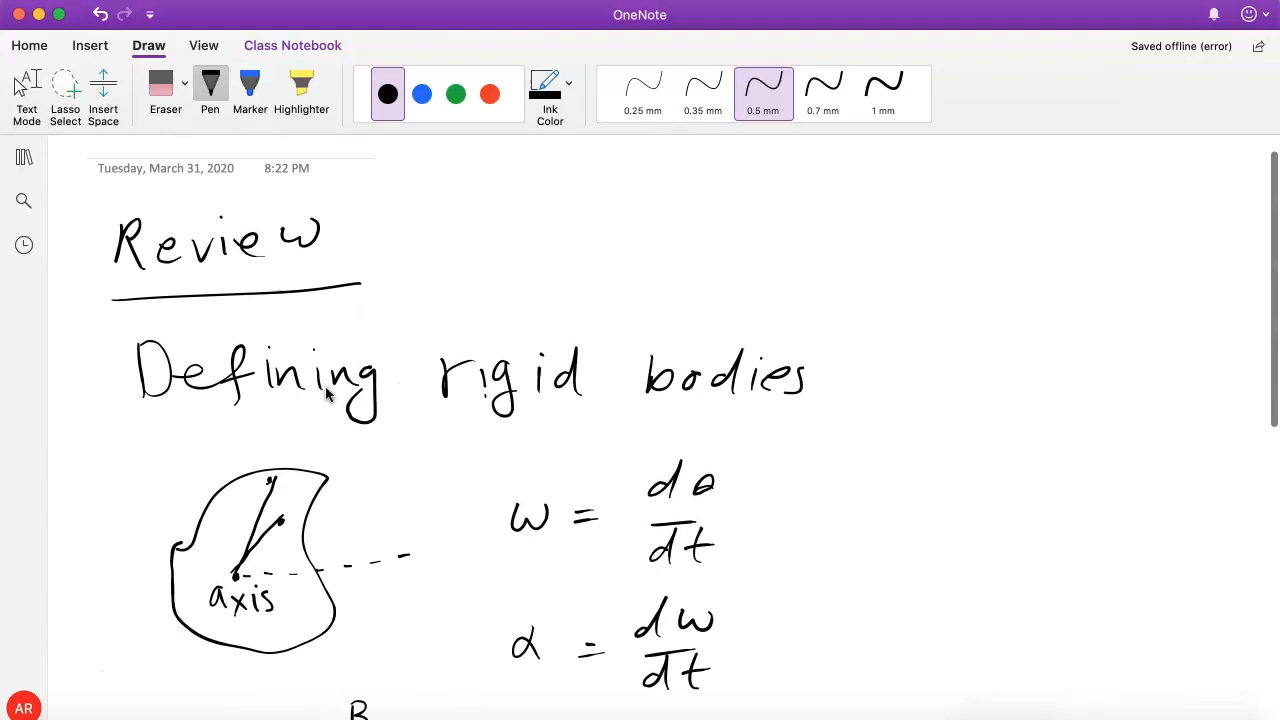 OneNote
Home Insert Draw View Class Notebook
Saved offline (error)
Text Mode
Lasso Select
Insert Space
Eraser
Pen
Marker
Highlighter
Ink Color
0.25 mm
0.35 mm
0.5 mm
0.7 mm
1 mm
Tuesday, March 31, 2020 8:22 PM
Review
Defining rigid bodies
axis
ω = dθ/dt
α = dω/dt
B
AR